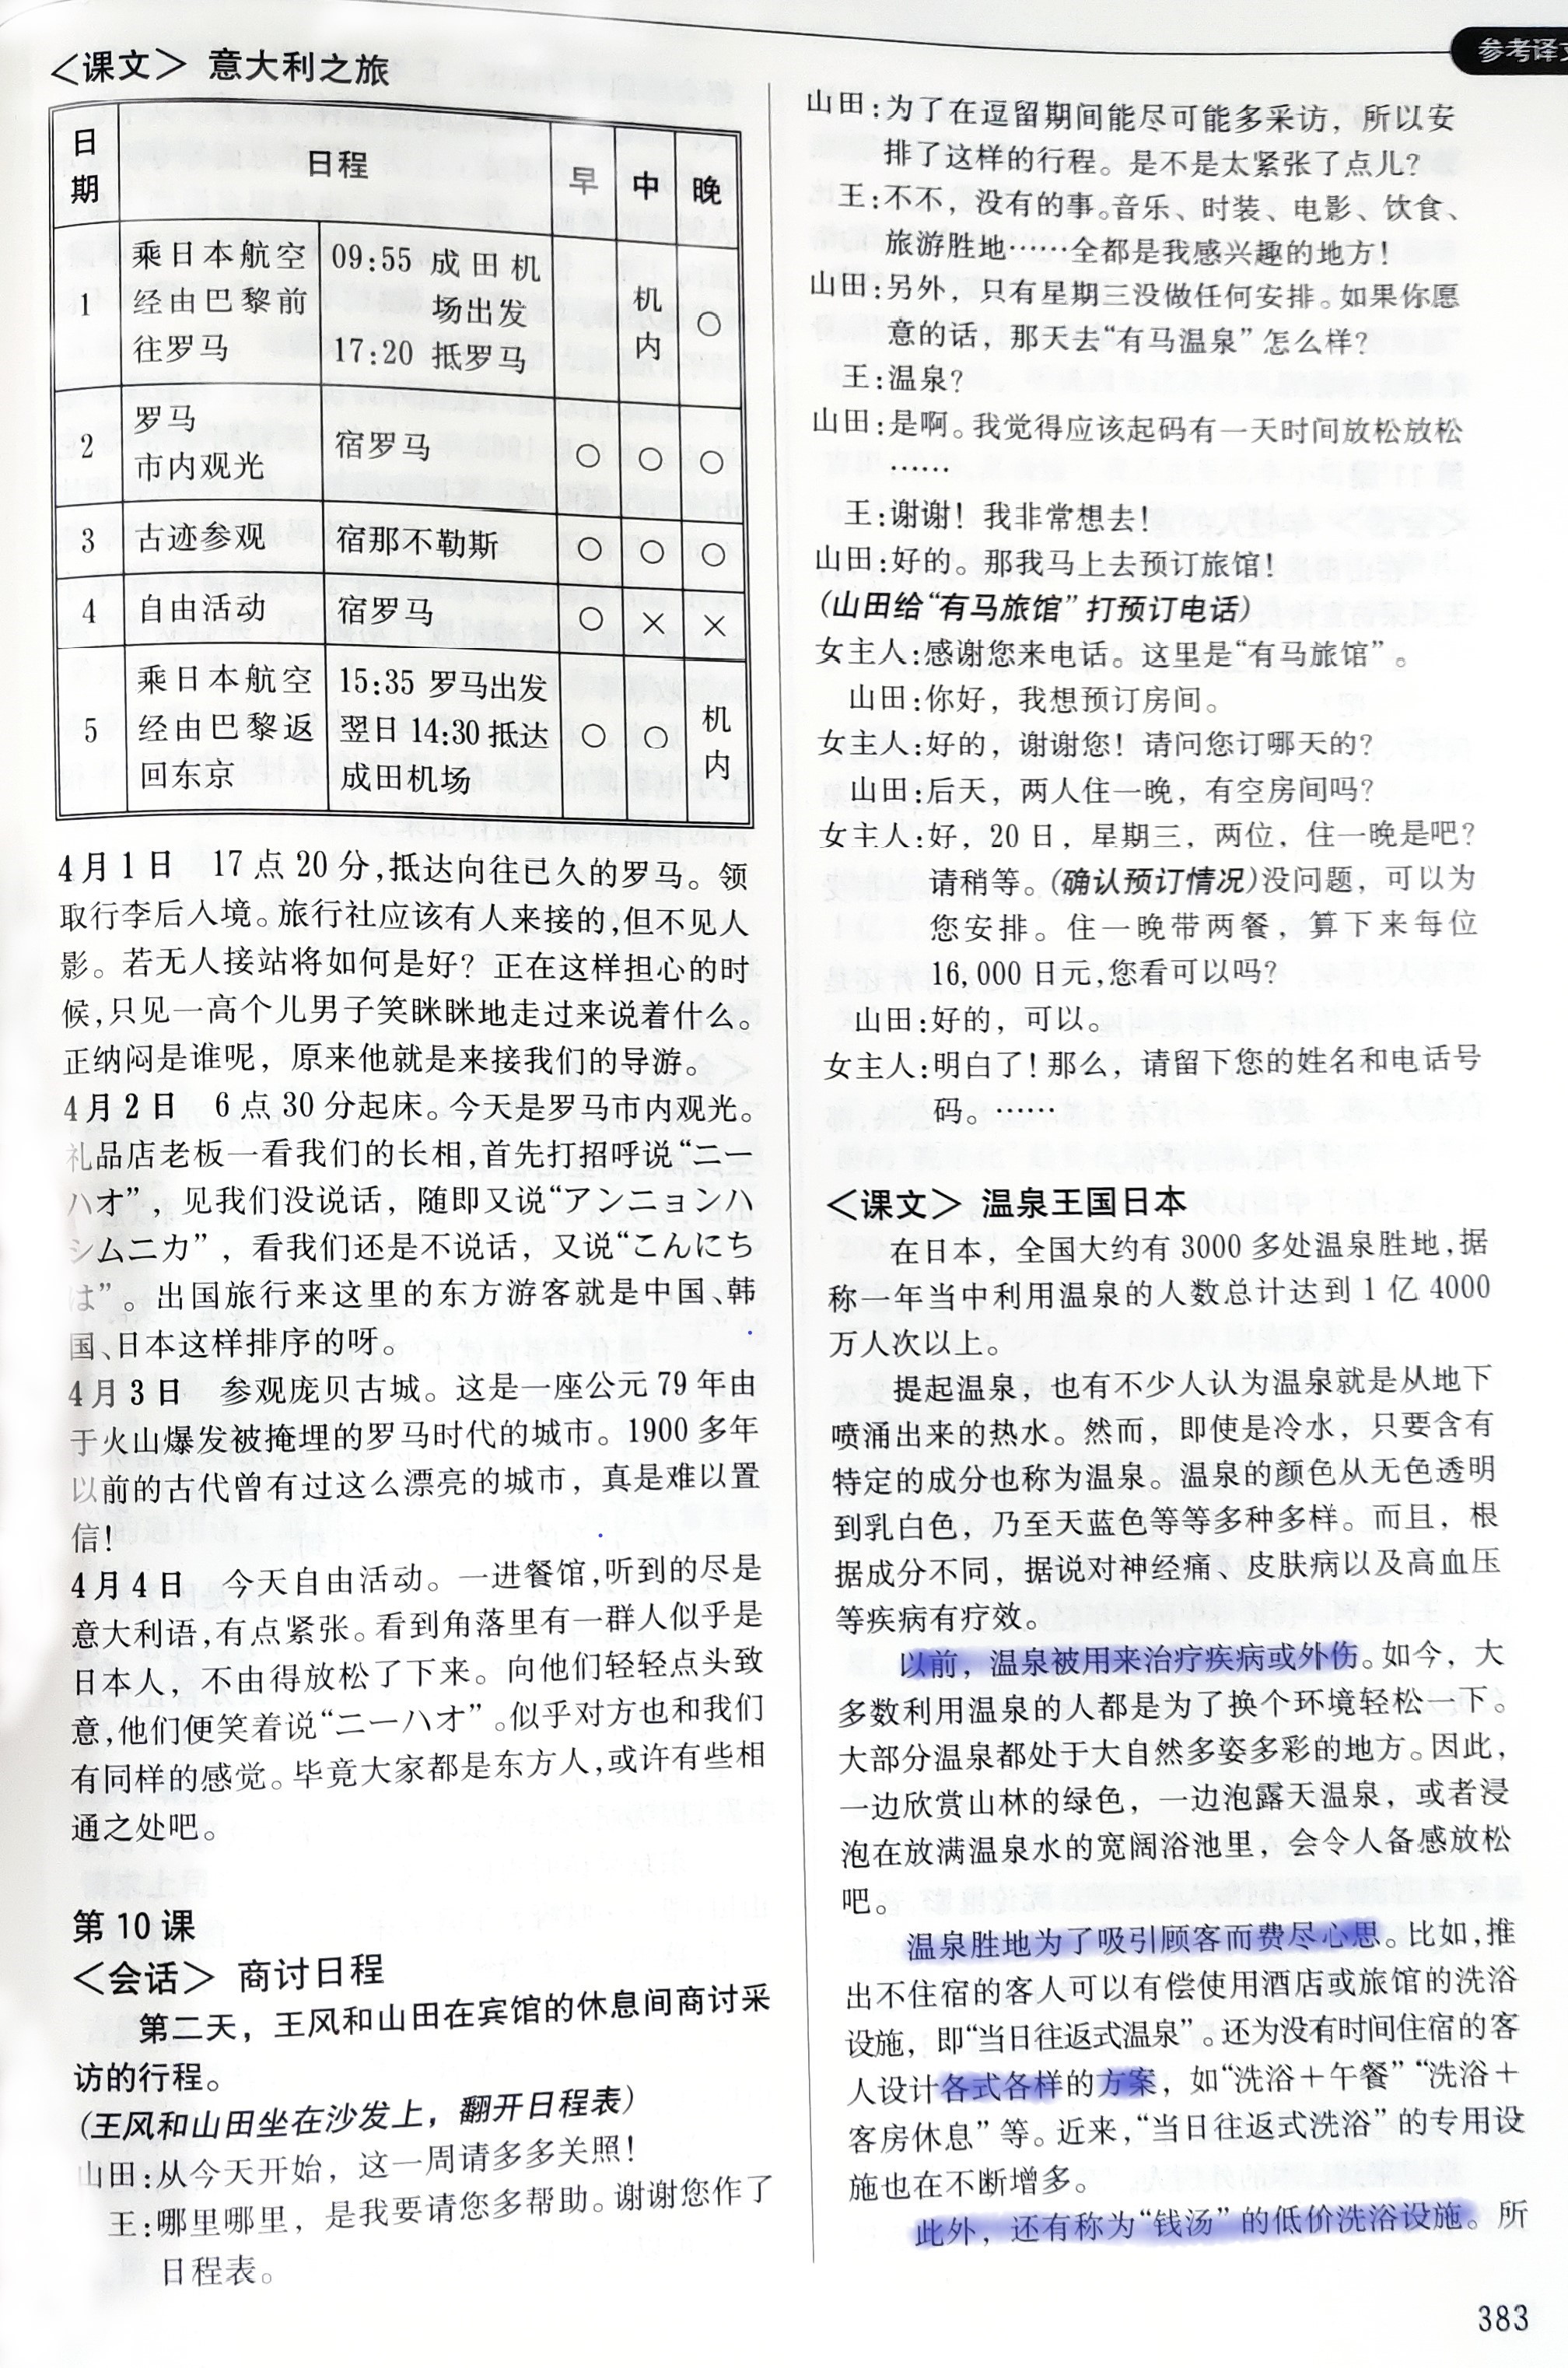 参考译文
<课文> 意大利之旅
日期 日程 早 中 晚
1 乘日本航空经由巴黎前往罗马 09:55 成田机场出发 17:20 抵罗马 机内 ○
2 罗马市内观光 宿罗马 ○ ○ ○
3 古迹参观 宿那不勒斯 ○ ○ ○
4 自由活动 宿罗马 ○ × ×
5 乘日本航空经由巴黎返回东京 15:35 罗马出发 翌日 14:30 抵达成田机场 ○ ○ 机内
4月1日 17点20分,抵达向往已久的罗马。领
取行李后入境。旅行社应该有人来接的,但不见人
影。若无人接站将如何是好? 正在这样担心的时
候,只见一高个儿男子笑眯眯地走过来说着什么。
正纳闷是谁呢，原来他就是来接我们的导游。
4月2日 6点30分起床。今天是罗马市内观光。
礼品店老板一看我们的长相,首先打招呼说“ニー
ハオ”，见我们没说话，随即又说“アンニョンハ
シムニカ”，看我们还是不说话，又说“こんにち
は”。出国旅行来这里的东方游客就是中国、韩
国、日本这样排序的呀。
4月3日 参观庞贝古城。这是一座公元79年由
于火山爆发被掩埋的罗马时代的城市。1900多年
以前的古代曾有过这么漂亮的城市，真是难以置
信!
4月4日 今天自由活动。一进餐馆,听到的尽是
意大利语,有点紧张。看到角落里有一群人似乎是
日本人，不由得放松了下来。向他们轻轻点头致
意,他们便笑着说“ニーハオ”。似乎对方也和我们
有同样的感觉。毕竟大家都是东方人,或许有些相
通之处吧。
第10课
<会话> 商讨日程
第二天，王风和山田在宾馆的休息间商讨采
访的行程。
(王风和山田坐在沙发上，翻开日程表)
山田:从今天开始，这一周请多多关照!
王:哪里哪里，是我要请您多帮助。谢谢您作了
日程表。
山田:为了在逗留期间能尽可能多采访，所以安
排了这样的行程。是不是太紧张了点儿?
王:不不，没有的事。音乐、时装、电影、饮食、
旅游胜地……全都是我感兴趣的地方!
山田:另外，只有星期三没做任何安排。如果你愿
意的话，那天去“有马温泉”怎么样?
王:温泉?
山田:是啊。我觉得应该起码有一天时间放松放松
……
王:谢谢! 我非常想去!
山田:好的。那我马上去预订旅馆!
(山田给“有马旅馆”打预订电话)
女主人:感谢您来电话。这里是“有马旅馆”。
山田:你好，我想预订房间。
女主人:好的，谢谢您! 请问您订哪天的?
山田:后天，两人住一晚，有空房间吗?
女主人:好，20日，星期三，两位，住一晚是吧?
请稍等。(确认预订情况)没问题，可以为
您安排。住一晚带两餐，算下来每位
16,000日元,您看可以吗?
山田:好的，可以。
女主人:明白了! 那么，请留下您的姓名和电话号
码。……
<课文> 温泉王国日本
在日本，全国大约有3000多处温泉胜地,据
称一年当中利用温泉的人数总计达到1亿4000
万人次以上。
提起温泉，也有不少人认为温泉就是从地下
喷涌出来的热水。然而，即使是冷水，只要含有
特定的成分也称为温泉。温泉的颜色从无色透明
到乳白色，乃至天蓝色等等多种多样。而且，根
据成分不同，据说对神经痛、皮肤病以及高血压
等疾病有疗效。
以前，温泉被用来治疗疾病或外伤。如今，大
多数利用温泉的人都是为了换个环境轻松一下。
大部分温泉都处于大自然多姿多彩的地方。因此，
一边欣赏山林的绿色，一边泡露天温泉，或者浸
泡在放满温泉水的宽阔浴池里，会令人备感放松
吧。
温泉胜地为了吸引顾客而费尽心思。比如,推
出不住宿的客人可以有偿使用酒店或旅馆的洗浴
设施，即“当日往返式温泉”。还为没有时间住宿的客
人设计各式各样的方案，如“洗浴＋午餐”“洗浴＋
客房休息”等。近来,“当日往返式洗浴”的专用设
施也在不断增多。
此外，还有称为“钱汤”的低价洗浴设施。所
383